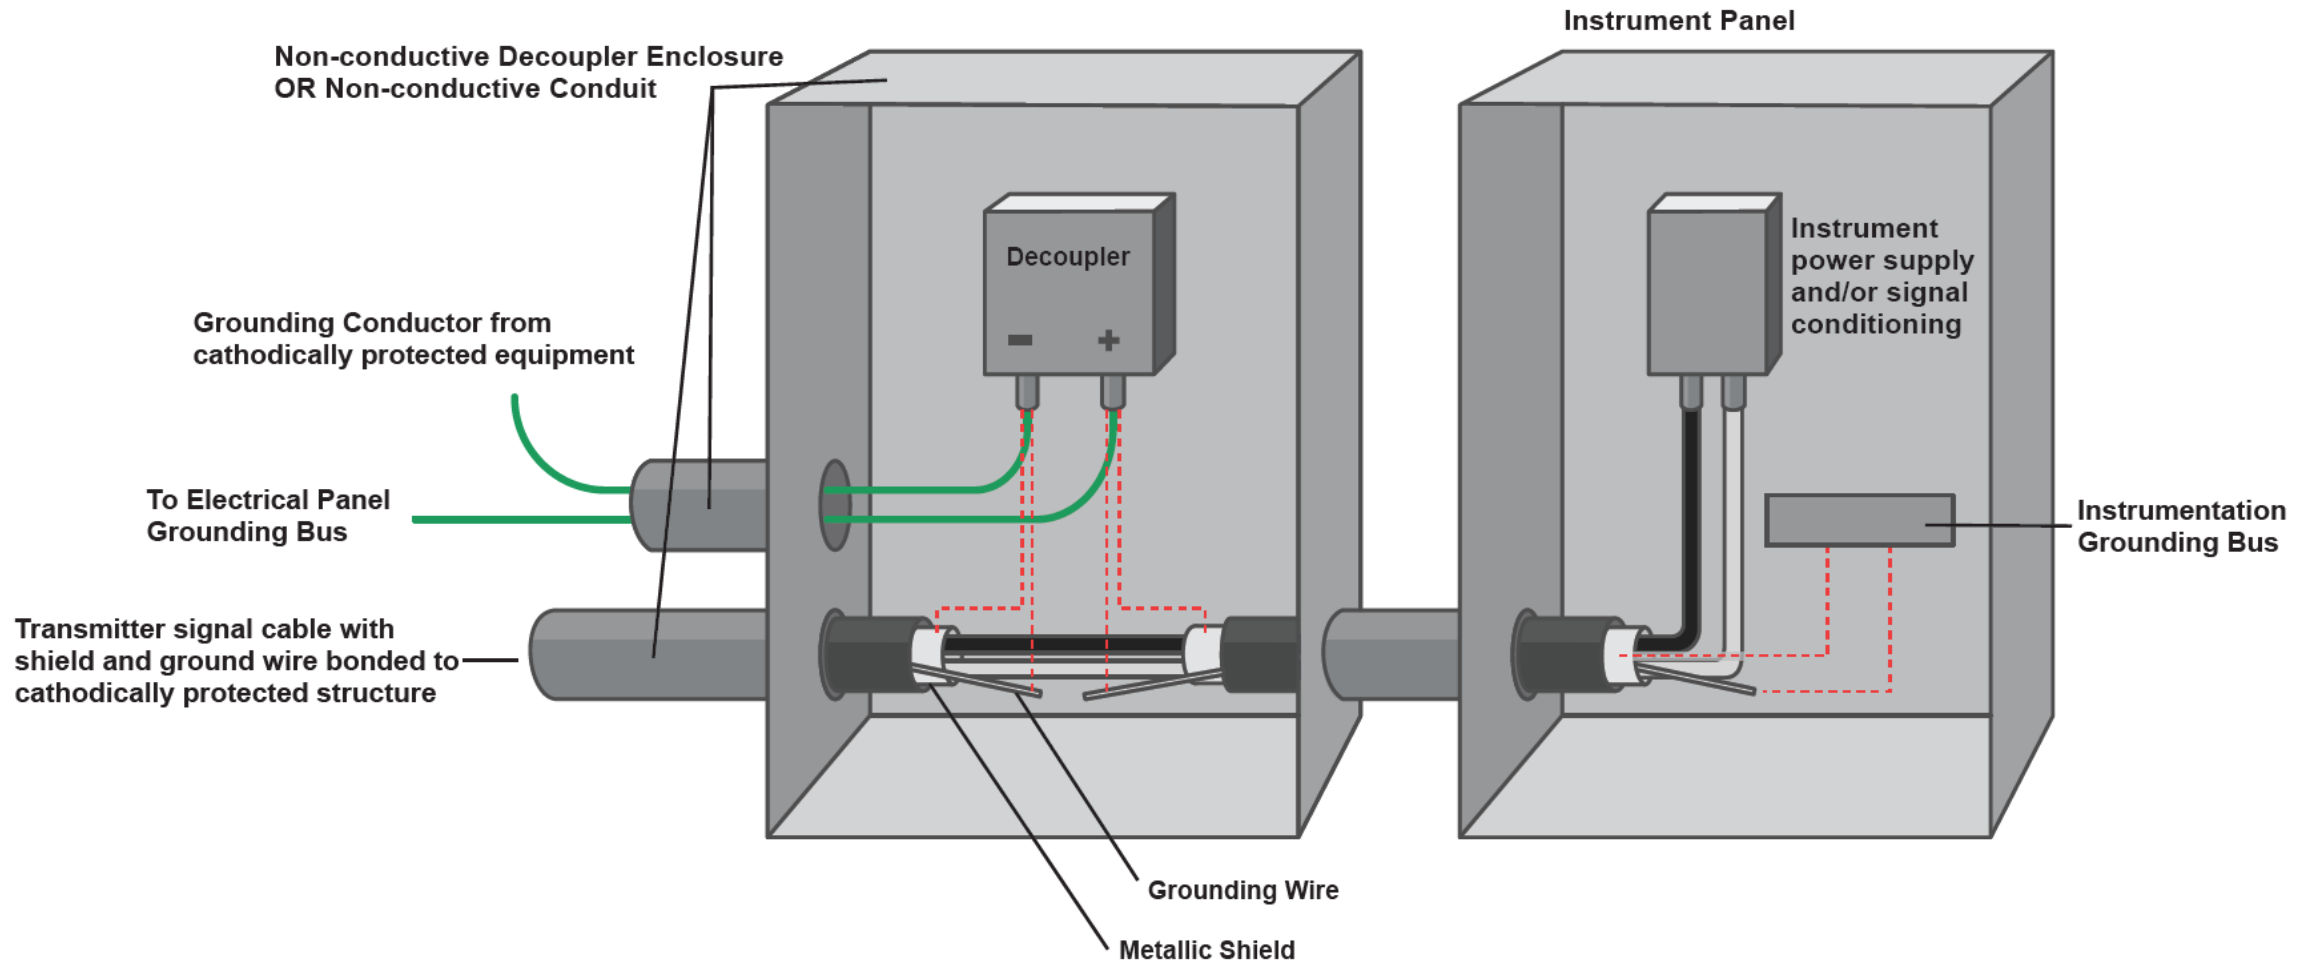 Instrument Panel
Non-conductive Decoupler Enclosure
OR Non-conductive Conduit
Decoupler
- +
Instrument
power supply
and/or signal
conditioning
Grounding Conductor from
cathodically protected equipment
To Electrical Panel
Grounding Bus
Instrumentation
Grounding Bus
Transmitter signal cable with
shield and ground wire bonded to
cathodically protected structure
Grounding Wire
Metallic Shield